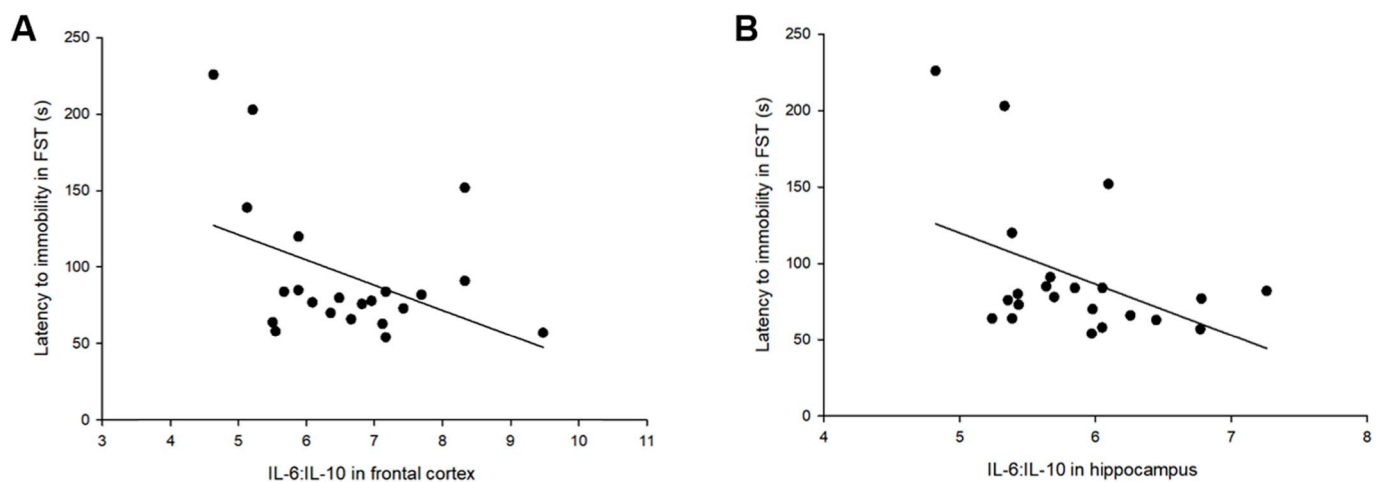 A
250
200
150
100
50
0
Latency to immobility in FST (s)
3 4 5 6 7 8 9 10 11
IL-6:IL-10 in frontal cortex
B
250
200
150
100
50
0
Latency to immobility in FST (s)
4 5 6 7 8
IL-6:IL-10 in hippocampus